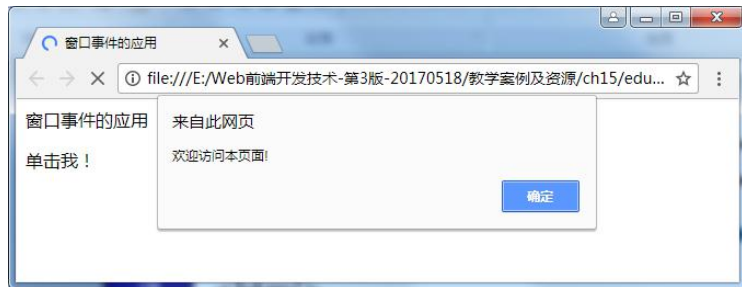 窗口事件的应用
file:///E:/Web前端开发技术-第3版-20170518/教学案例及资源/ch15/edu...
窗口事件的应用
单击我！
来自此网页
欢迎访问本页面!
确定